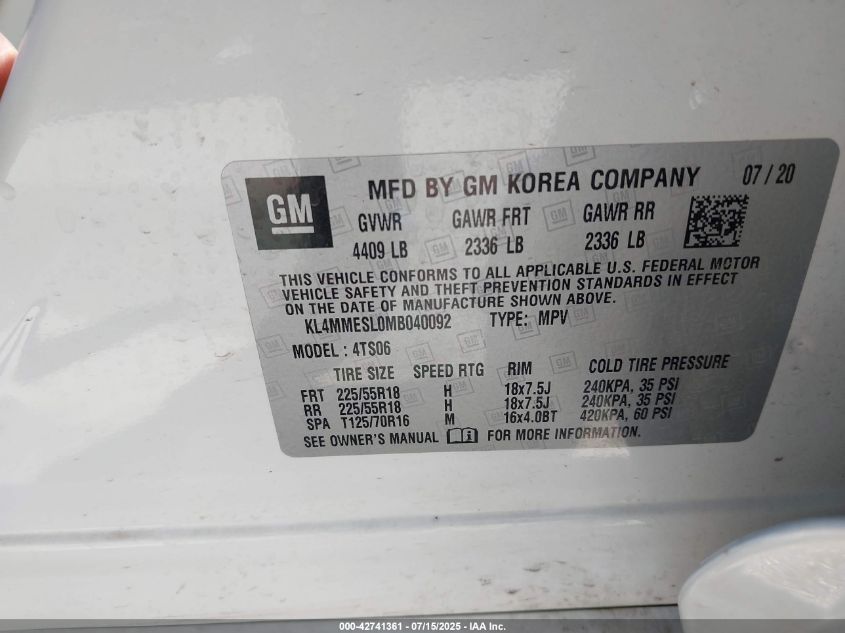 GM
MFD BY GM KOREA COMPANY 07 / 20
GVWR GAWR FRT GAWR RR
4409 LB 2336 LB 2336 LB
THIS VEHICLE CONFORMS TO ALL APPLICABLE U.S. FEDERAL MOTOR
VEHICLE SAFETY AND THEFT PREVENTION STANDARDS IN EFFECT
ON THE DATE OF MANUFACTURE SHOWN ABOVE.
KL4MMESL0MB040092 TYPE: MPV
MODEL : 4TS06
TIRE SIZE SPEED RTG RIM COLD TIRE PRESSURE
FRT 225/55R18 H 18x7.5J 240KPA, 35 PSI
RR 225/55R18 H 18x7.5J 240KPA, 35 PSI
SPA T125/70R16 M 16x4.0BT 420KPA, 60 PSI
SEE OWNER'S MANUAL FOR MORE INFORMATION.
000-42741361 - 07/15/2025 - IAA Inc.